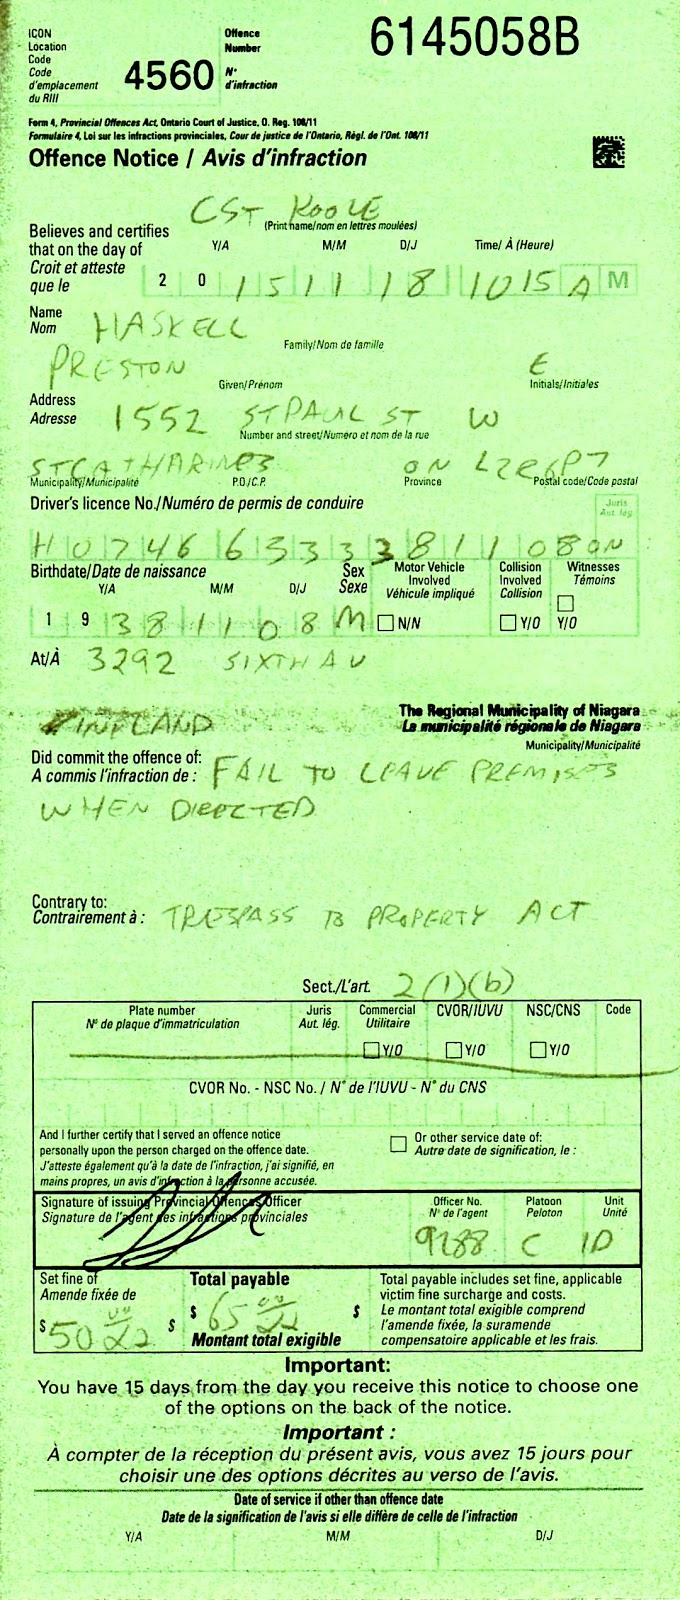 ICON
Location
Code
Code
d'emplacement
du RIII
4560
Offence
Number
N°
d'infraction
6145058B
Form 4, Provincial Offences Act, Ontario Court of Justice, O. Reg. 108/11
Formulaire 4, Loi sur les infractions provinciales, Cour de justice de l'Ontario, Règl. de l'Ont. 108/11
Offence Notice / Avis d'infraction
CST KOOLE
(Print name/nom en lettres moulées)
Believes and certifies
that on the day of
Croit et atteste
que le
Y/A M/M D/J Time/ À (Heure)
2 0 1 5 1 1 1 8 1015 A M
Name
Nom
HASKELL
Family/Nom de famille
PRESTON E
Given/Prénom Initials/Initiales
Address
Adresse
1552 ST PAUL ST W
Number and street/Numéro et nom de la rue
ST CATHARINES ON L2R6P7
Municipality/Municipalité P.O./C.P. Province Postal code/Code postal
Driver's licence No./Numéro de permis de conduire
Juris
Aut. lég.
H 0 7 4 6 6 3 3 3 3 8 1 1 0 8 ON
Birthdate/Date de naissance
Y/A M/M D/J
Sex
Sexe
Motor Vehicle
Involved
Véhicule impliqué
N/N
Collision
Involved
Collision
Y/O
Witnesses
Témoins
Y/O
1 9 3 8 1 1 0 8 M
At/À 3292 SIXTH AV
VINELAND
The Regional Municipality of Niagara
La municipalité régionale de Niagara
Municipality/Municipalité
Did commit the offence of:
A commis l'infraction de :
FAIL TO LEAVE PREMISES
WHEN DIRECTED
Contrary to:
Contrairement à :
TRESPASS TO PROPERTY ACT
Sect./L'art. 2(1)(b)
Plate number
N° de plaque d'immatriculation
Juris
Aut. lég.
Commercial
Utilitaire
Y/O
CVOR/IUVU
Y/O
NSC/CNS
Y/O
Code
CVOR No. - NSC No. / N° de l'IUVU - N° du CNS
And I further certify that I served an offence notice
personally upon the person charged on the offence date.
J'atteste également qu'à la date de l'infraction, j'ai signifié, en
mains propres, un avis d'infraction à la personne accusée.
Or other service date of:
Autre date de signification, le :
Signature of issuing Provincial Offences Officer
Signature de l'agent des infractions provinciales
Officer No.
N° de l'agent
9288
Platoon
Peloton
C
Unit
Unité
1D
Set fine of
Amende fixée de
$ 50 00 $
Total payable
$ 65 00 $
Montant total exigible
Total payable includes set fine, applicable
victim fine surcharge and costs.
Le montant total exigible comprend
l'amende fixée, la suramende
compensatoire applicable et les frais.
Important:
You have 15 days from the day you receive this notice to choose one
of the options on the back of the notice.
Important :
À compter de la réception du présent avis, vous avez 15 jours pour
choisir une des options décrites au verso de l'avis.
Date of service if other than offence date
Date de la signification de l'avis si elle diffère de celle de l'infraction
Y/A M/M D/J